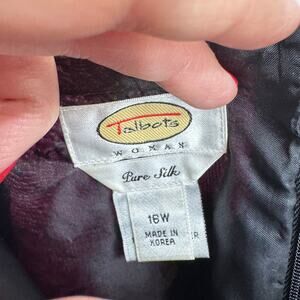 Talbots
WOMAN
Pure Silk
16W
MADE IN
KOREA
R